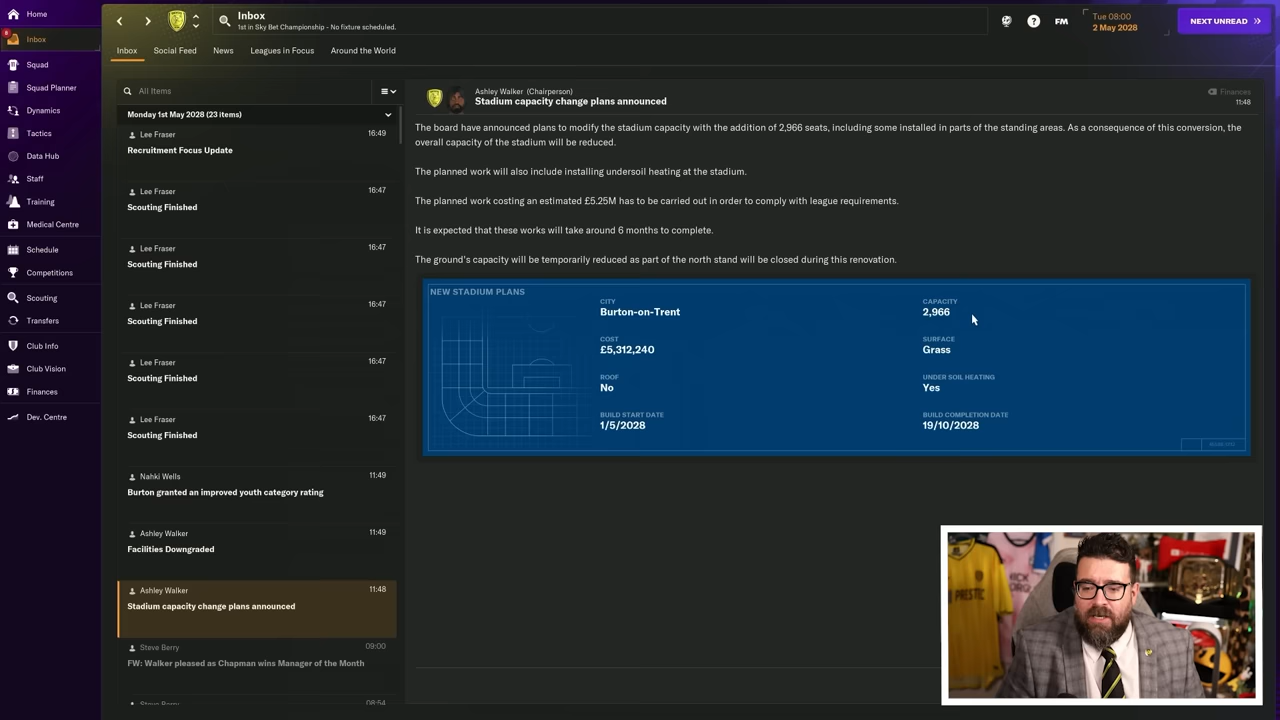 Home
8
Inbox
Squad
Squad Planner
Dynamics
Tactics
Data Hub
Staff
Training
Medical Centre
Schedule
Competitions
Scouting
Transfers
Club Info
Club Vision
Finances
Dev. Centre
Inbox
1st in Sky Bet Championship - No fixture scheduled.
?
FM
Tue 08:00
2 May 2028
NEXT UNREAD
Inbox
Social Feed
News
Leagues in Focus
Around the World
All Items
Monday 1st May 2028 (23 items)
Lee Fraser
16:49
Recruitment Focus Update
Lee Fraser
16:47
Scouting Finished
Lee Fraser
16:47
Scouting Finished
Lee Fraser
16:47
Scouting Finished
Lee Fraser
16:47
Scouting Finished
Lee Fraser
16:47
Scouting Finished
Nahki Wells
11:49
Burton granted an improved youth category rating
Ashley Walker
11:49
Facilities Downgraded
Ashley Walker
11:48
Stadium capacity change plans announced
Steve Berry
09:00
FW: Walker pleased as Chapman wins Manager of the Month
Steve Berry
08:54
Ashley Walker (Chairperson)
Stadium capacity change plans announced
Finances
11:48
The board have announced plans to modify the stadium capacity with the addition of 2,966 seats, including some installed in parts of the standing areas. As a consequence of this conversion, the
overall capacity of the stadium will be reduced.
The planned work will also include installing undersoil heating at the stadium.
The planned work costing an estimated £5.25M has to be carried out in order to comply with league requirements.
It is expected that these works will take around 6 months to complete.
The ground's capacity will be temporarily reduced as part of the north stand will be closed during this renovation.
NEW STADIUM PLANS
CITY
Burton-on-Trent
CAPACITY
2,966
COST
£5,312,240
SURFACE
Grass
ROOF
No
UNDER SOIL HEATING
Yes
BUILD START DATE
1/5/2028
BUILD COMPLETION DATE
19/10/2028
PRESTEC